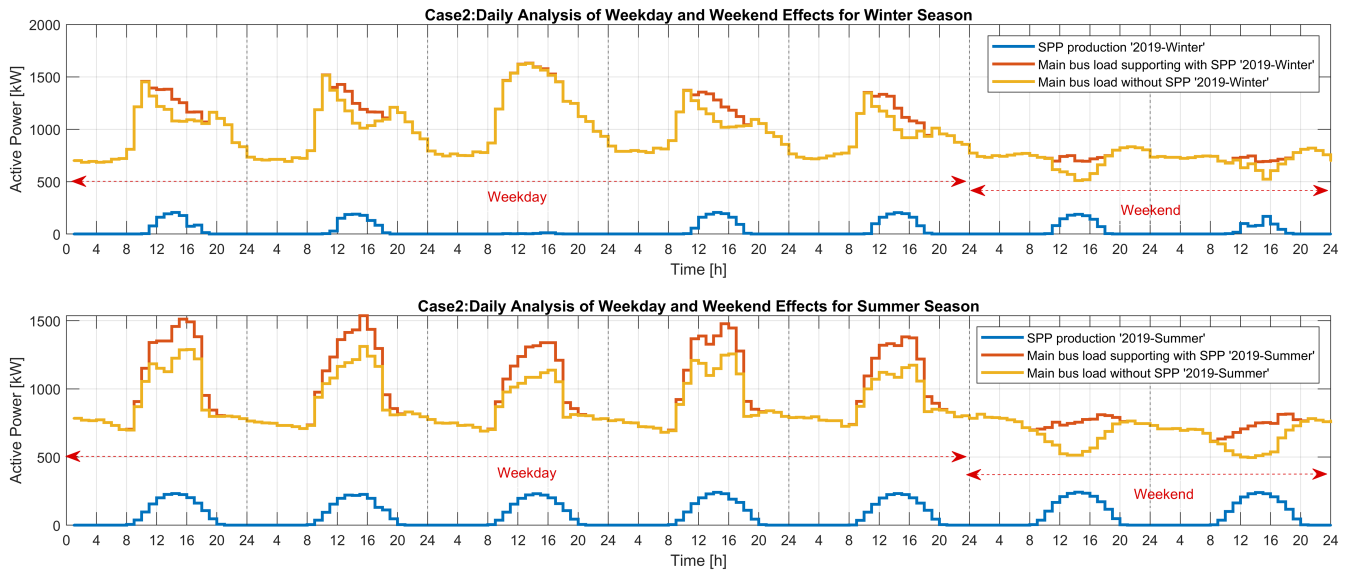 Case2:Daily Analysis of Weekday and Weekend Effects for Winter Season
2000
1500
1000
500
0
Active Power [kW]
SPP production '2019-Winter'
Main bus load supporting with SPP '2019-Winter'
Main bus load without SPP '2019-Winter'
Weekday
Weekend
0 4 8 12 16 20 24 4 8 12 16 20 24 4 8 12 16 20 24 4 8 12 16 20 24 4 8 12 16 20 24 4 8 12 16 20 24 4 8 12 16 20 24
Time [h]
Case2:Daily Analysis of Weekday and Weekend Effects for Summer Season
1500
1000
500
0
Active Power [kW]
SPP production '2019-Summer'
Main bus load supporting with SPP '2019-Summer'
Main bus load without SPP '2019-Summer'
Weekday
Weekend
0 4 8 12 16 20 24 4 8 12 16 20 24 4 8 12 16 20 24 4 8 12 16 20 24 4 8 12 16 20 24 4 8 12 16 20 24 4 8 12 16 20 24
Time [h]